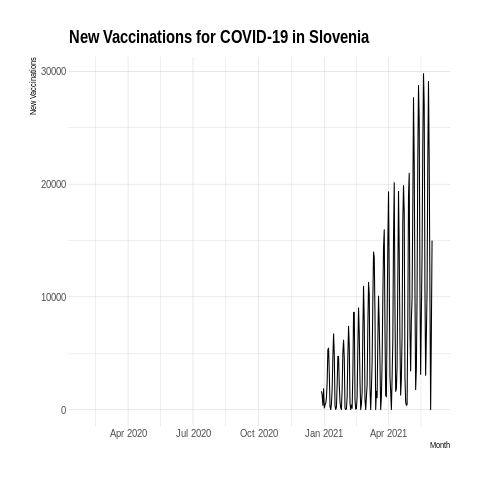 New Vaccinations for COVID-19 in Slovenia
New Vaccinations
30000
20000
10000
0
Apr 2020 Jul 2020 Oct 2020 Jan 2021 Apr 2021
Month